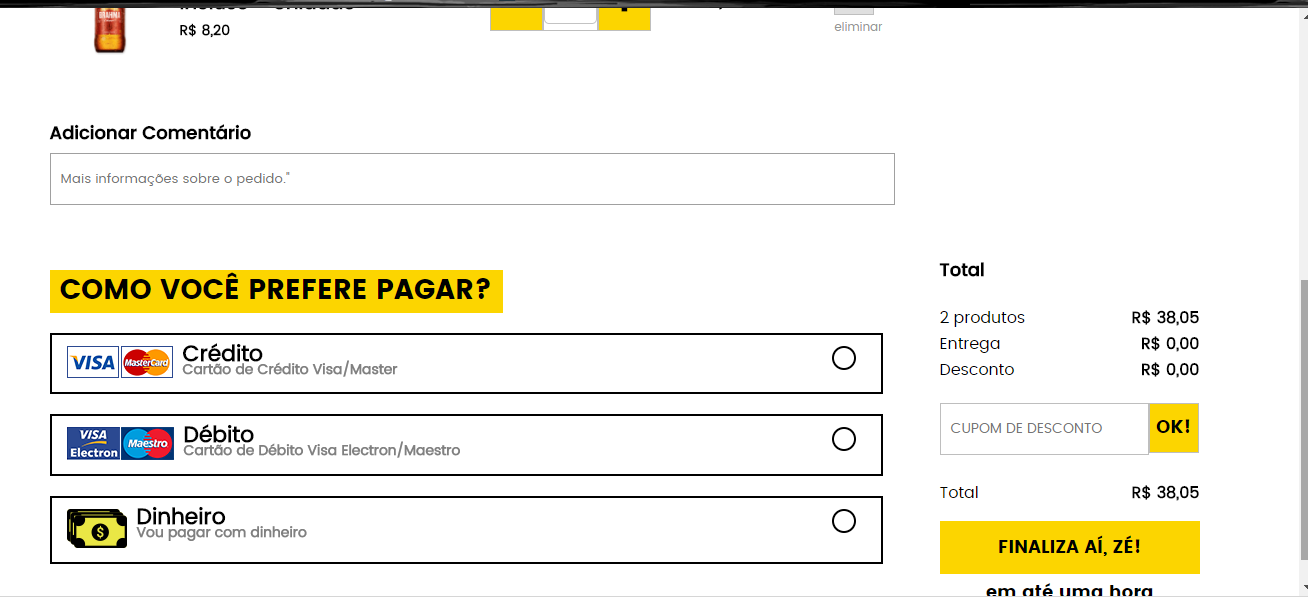 R$ 8,20
eliminar
Adicionar Comentário
Mais informações sobre o pedido.*
COMO VOCÊ PREFERE PAGAR?
VISA MasterCard
Crédito
Cartão de Crédito Visa/Master
VISA Electron Maestro
Débito
Cartão de Débito Visa Electron/Maestro
$
Dinheiro
Vou pagar com dinheiro
Total
2 produtos R$ 38,05
Entrega R$ 0,00
Desconto R$ 0,00
CUPOM DE DESCONTO OK!
Total R$ 38,05
FINALIZA AÍ, ZÉ!
em até uma hora